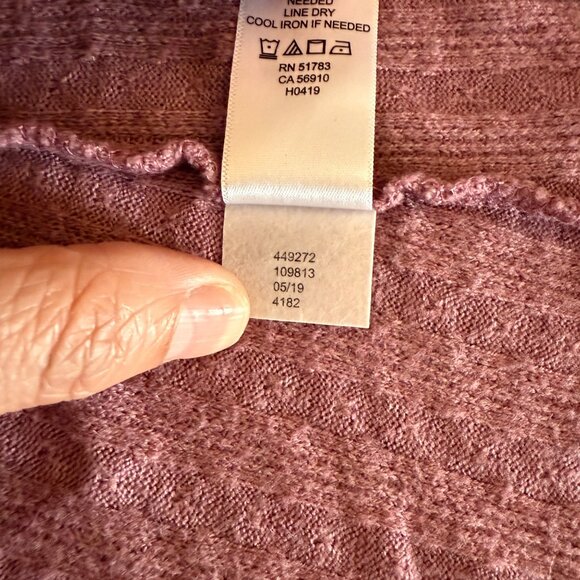 NEEDED
LINE DRY
COOL IRON IF NEEDED
RN 51783
CA 56910
H0419
449272
109813
05/19
4182